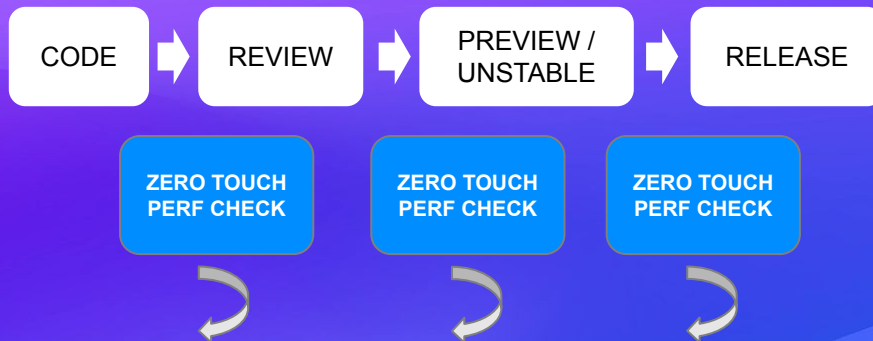 CODE
REVIEW
PREVIEW /
UNSTABLE
RELEASE
ZERO TOUCH
PERF CHECK
ZERO TOUCH
PERF CHECK
ZERO TOUCH
PERF CHECK